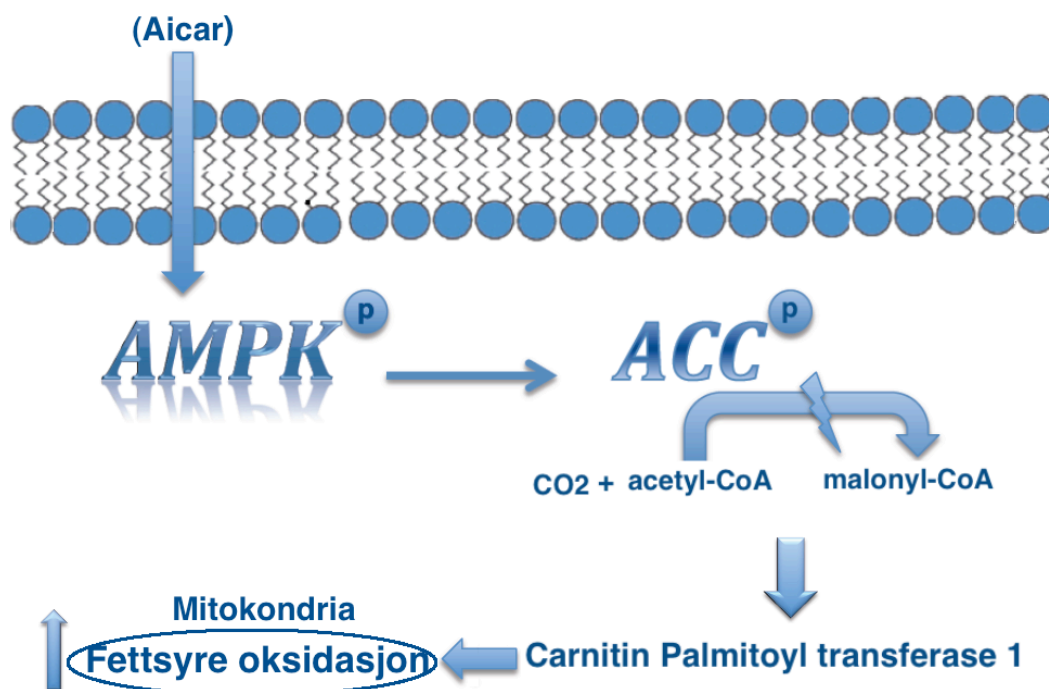 (Aicar)
AMPK p
ACC p
CO2 + acetyl-CoA malonyl-CoA
Mitokondria
Fettsyre oksidasjon
Carnitin Palmitoyl transferase 1